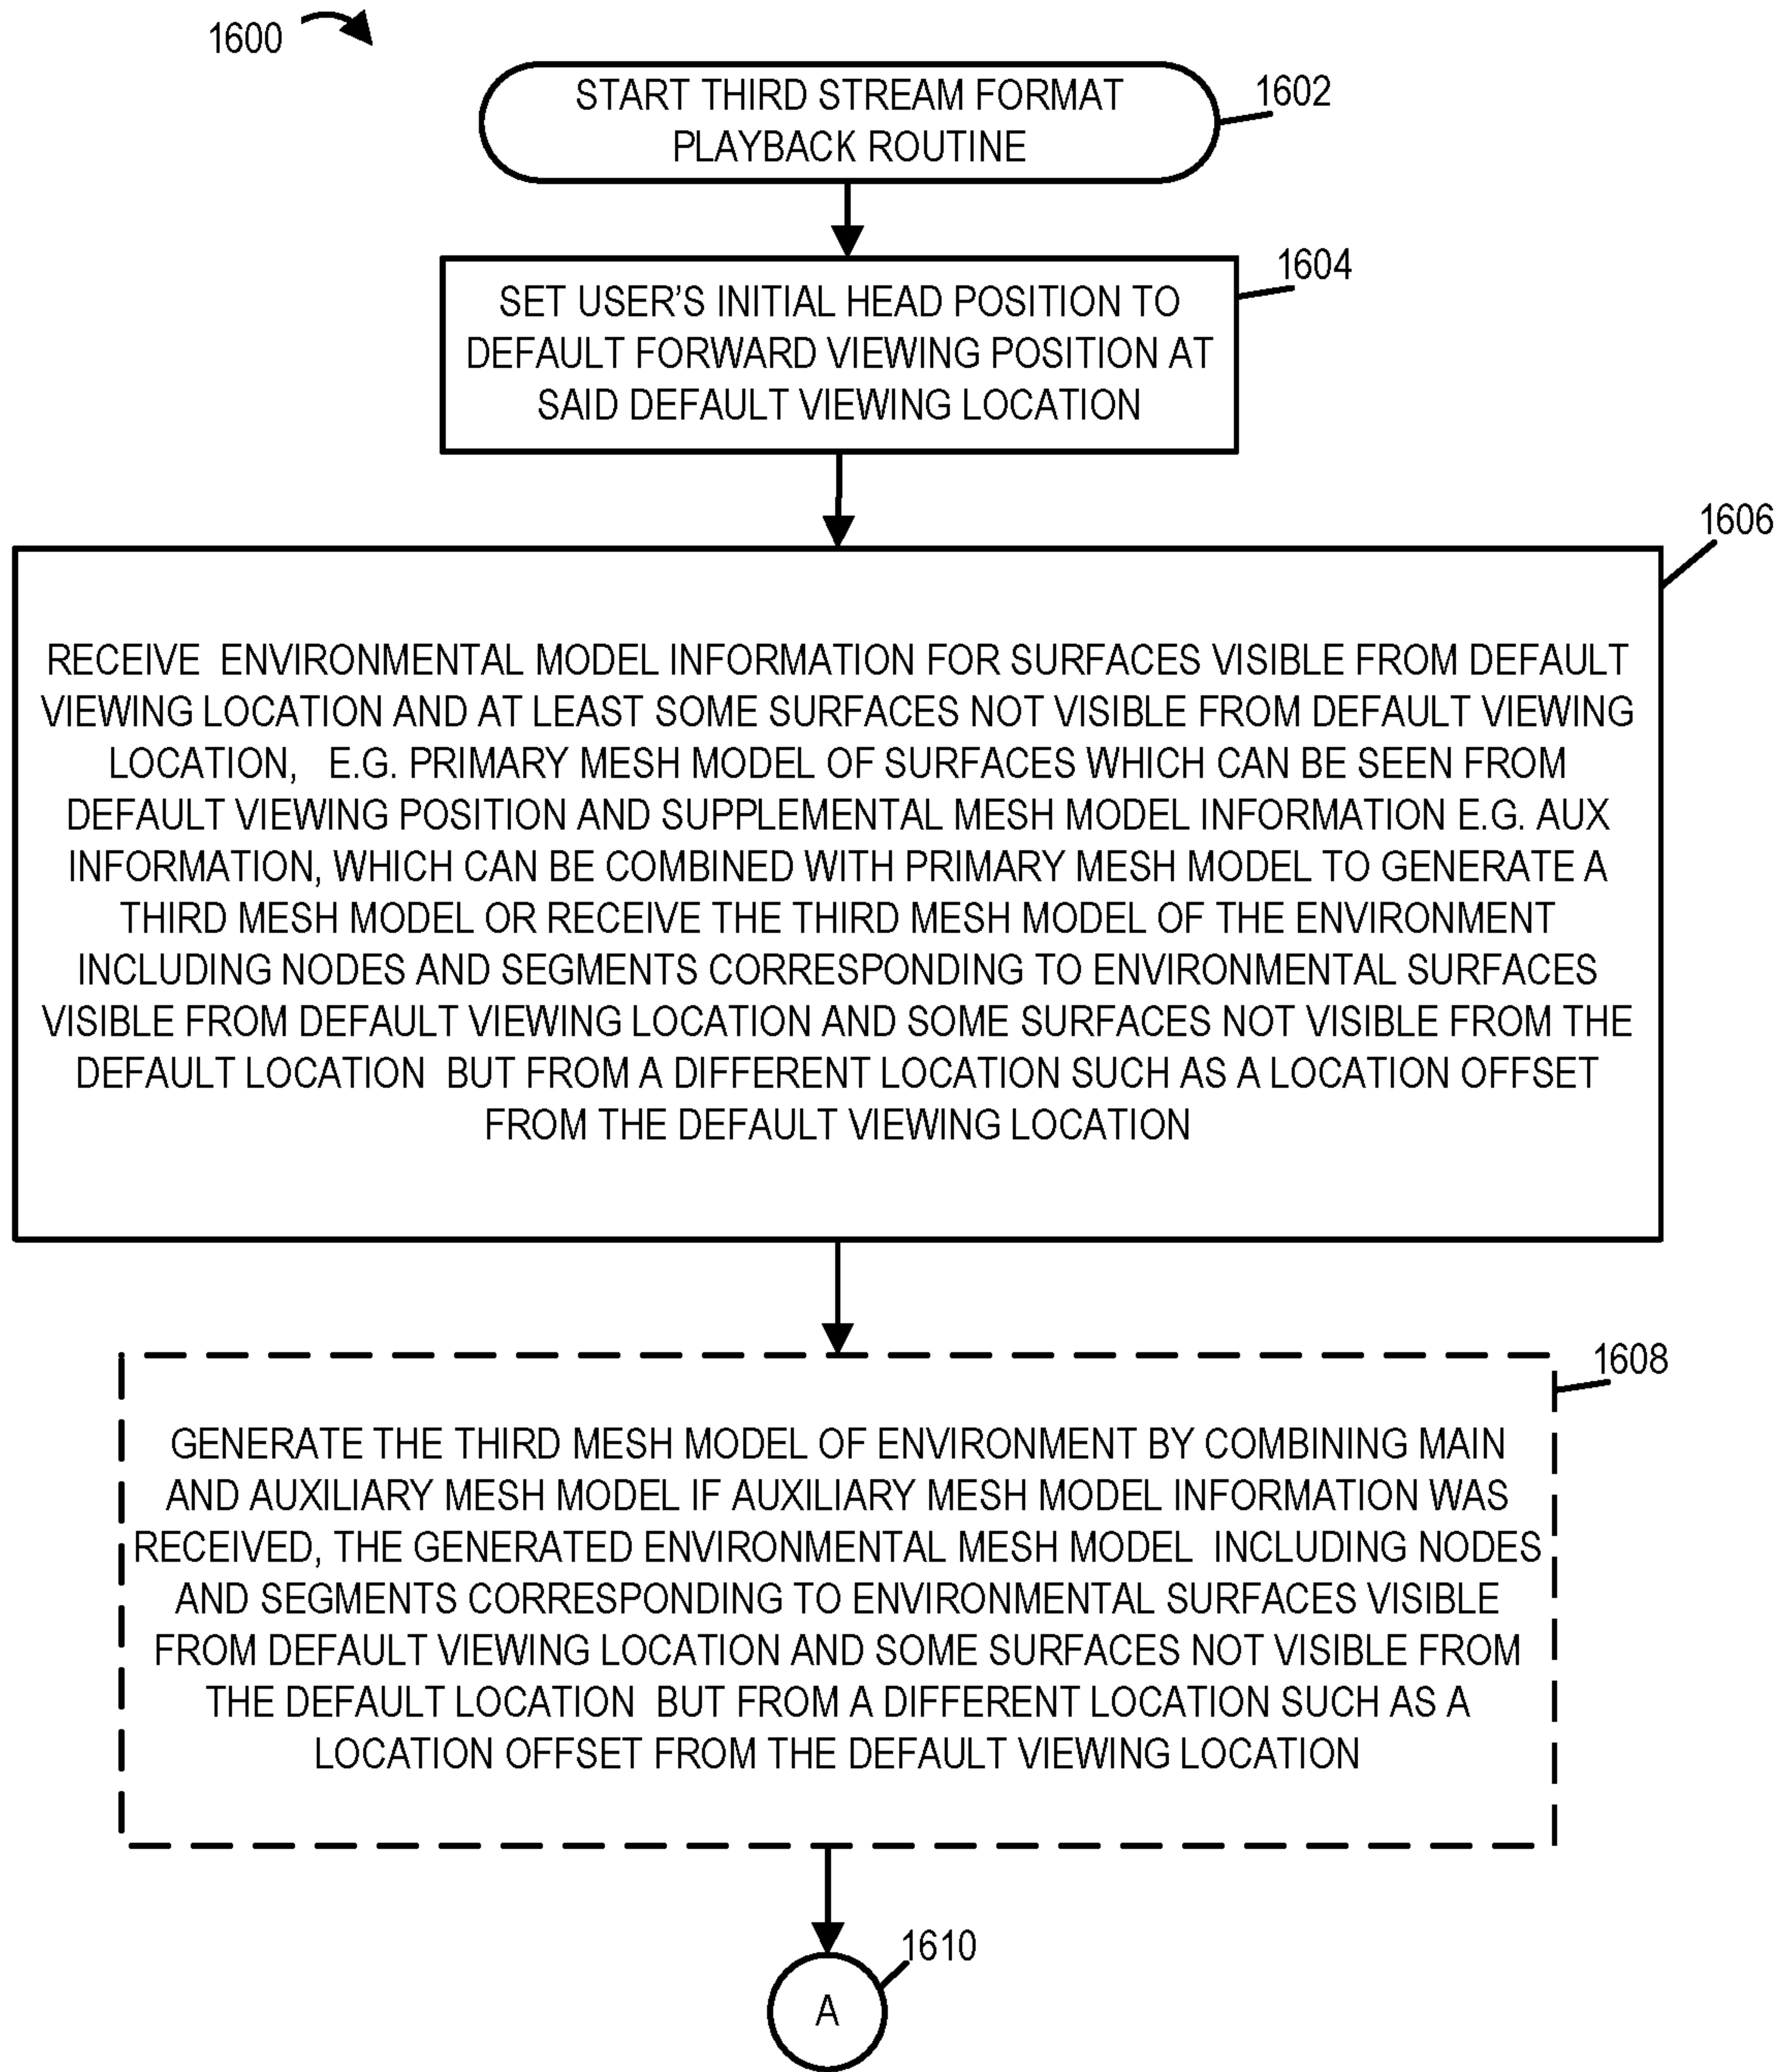 1600
START THIRD STREAM FORMAT
PLAYBACK ROUTINE
1602
SET USER'S INITIAL HEAD POSITION TO
DEFAULT FORWARD VIEWING POSITION AT
SAID DEFAULT VIEWING LOCATION
1604
1606
RECEIVE ENVIRONMENTAL MODEL INFORMATION FOR SURFACES VISIBLE FROM DEFAULT
VIEWING LOCATION AND AT LEAST SOME SURFACES NOT VISIBLE FROM DEFAULT VIEWING
LOCATION, E.G. PRIMARY MESH MODEL OF SURFACES WHICH CAN BE SEEN FROM
DEFAULT VIEWING POSITION AND SUPPLEMENTAL MESH MODEL INFORMATION E.G. AUX
INFORMATION, WHICH CAN BE COMBINED WITH PRIMARY MESH MODEL TO GENERATE A
THIRD MESH MODEL OR RECEIVE THE THIRD MESH MODEL OF THE ENVIRONMENT
INCLUDING NODES AND SEGMENTS CORRESPONDING TO ENVIRONMENTAL SURFACES
VISIBLE FROM DEFAULT VIEWING LOCATION AND SOME SURFACES NOT VISIBLE FROM THE
DEFAULT LOCATION BUT FROM A DIFFERENT LOCATION SUCH AS A LOCATION OFFSET
FROM THE DEFAULT VIEWING LOCATION
1608
GENERATE THE THIRD MESH MODEL OF ENVIRONMENT BY COMBINING MAIN
AND AUXILIARY MESH MODEL IF AUXILIARY MESH MODEL INFORMATION WAS
RECEIVED, THE GENERATED ENVIRONMENTAL MESH MODEL INCLUDING NODES
AND SEGMENTS CORRESPONDING TO ENVIRONMENTAL SURFACES VISIBLE
FROM DEFAULT VIEWING LOCATION AND SOME SURFACES NOT VISIBLE FROM
THE DEFAULT LOCATION BUT FROM A DIFFERENT LOCATION SUCH AS A
LOCATION OFFSET FROM THE DEFAULT VIEWING LOCATION
1610
A